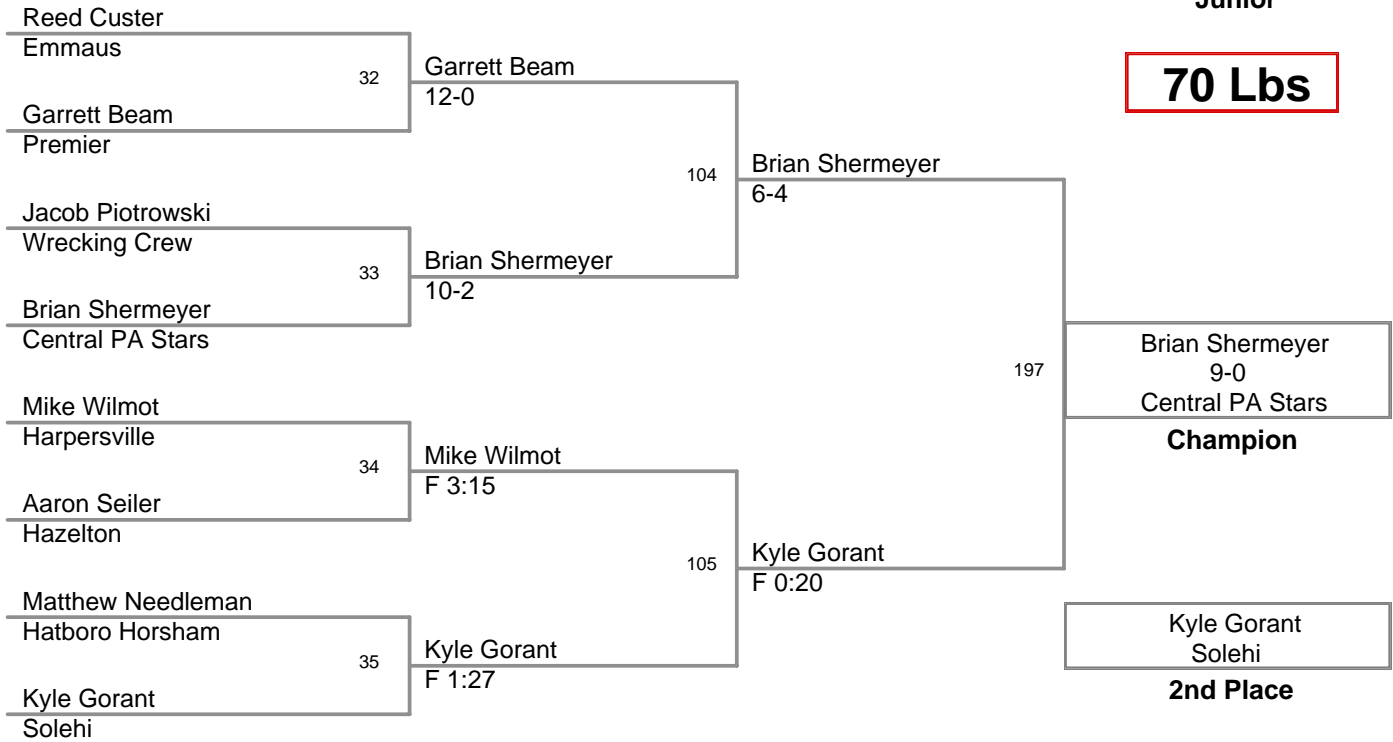 Junior
70 Lbs
Reed Custer
Emmaus
32
Garrett Beam
Premier
Garrett Beam
12-0
Jacob Piotrowski
Wrecking Crew
33
Brian Shermeyer
Central PA Stars
Brian Shermeyer
10-2
104
Brian Shermeyer
6-4
Mike Wilmot
Harpersville
34
Aaron Seiler
Hazelton
Mike Wilmot
F 3:15
Matthew Needleman
Hatboro Horsham
35
Kyle Gorant
Solehi
Kyle Gorant
F 1:27
105
Kyle Gorant
F 0:20
197
Brian Shermeyer
9-0
Central PA Stars
Champion
Kyle Gorant
Solehi
2nd Place